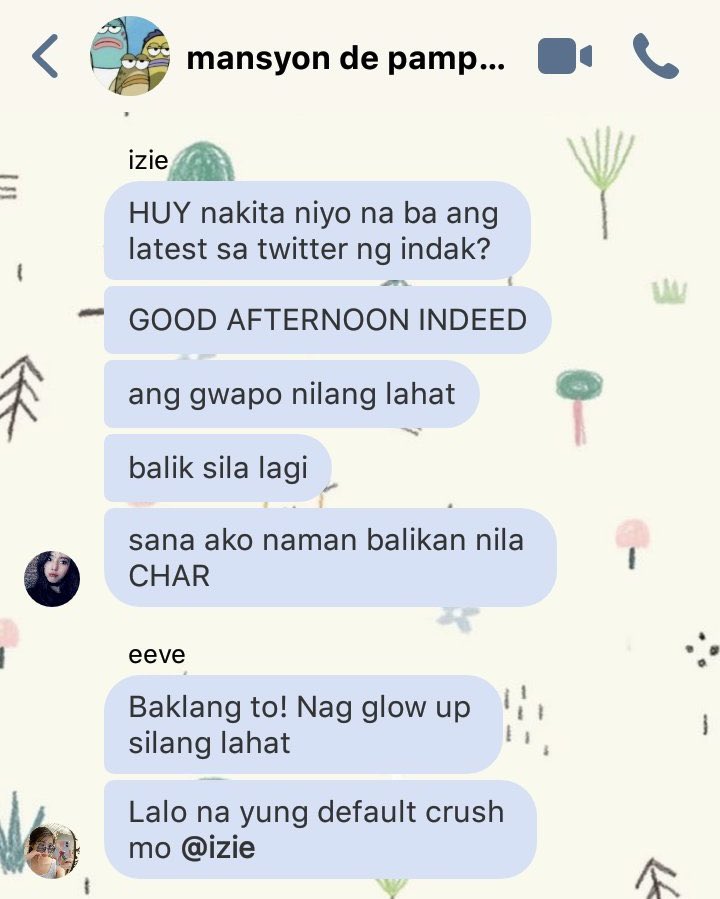 mansyon de pamp...
izie
HUY nakita niyo na ba ang
latest sa twitter ng indak?
GOOD AFTERNOON INDEED
ang gwapo nilang lahat
balik sila lagi
sana ako naman balikan nila
CHAR
eeve
Baklang to! Nag glow up
silang lahat
Lalo na yung default crush
mo @izie